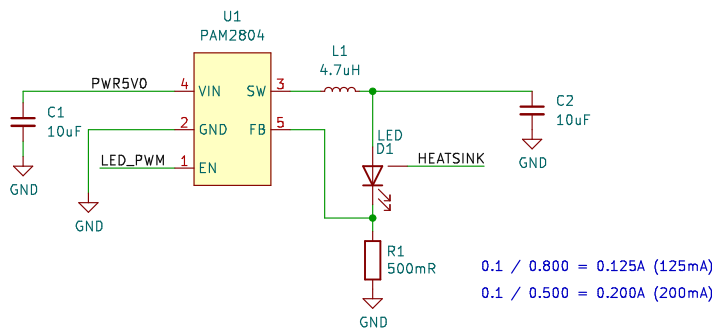 U1
PAM2804
L1
4.7uH
PWR5V0
4
VIN
SW
3
C1
10uF
C2
10uF
2
GND
FB
5
LED
D1
GND
LED_PWM
1
EN
HEATSINK
GND
GND
R1
500mR
0.1 / 0.800 = 0.125A (125mA)
0.1 / 0.500 = 0.200A (200mA)
GND